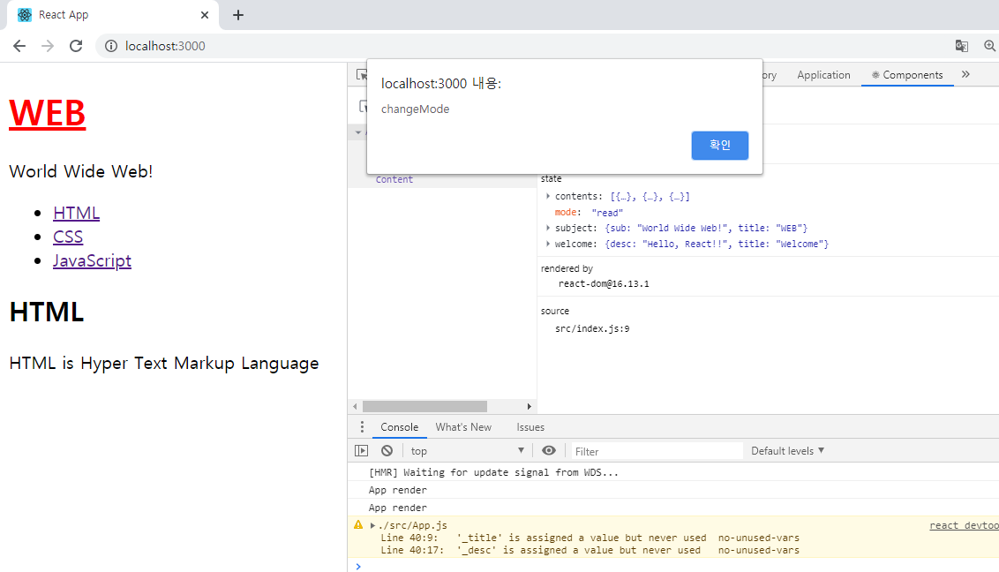 React App
localhost:3000
localhost:3000 내용:
changeMode
확인
ory Application Components
WEB
World Wide Web!
HTML
CSS
JavaScript
HTML
HTML is Hyper Text Markup Language
Content
state
contents: [{…}, {…}, {…}]
mode: "read"
subject: {sub: "World Wide Web!", title: "WEB"}
welcome: {desc: "Hello, React!!", title: "Welcome"}
rendered by
react-dom@16.13.1
source
src/index.js:9
Console What's New Issues
top Filter Default levels ▼
[HMR] Waiting for update signal from WDS...
App render
App render
./src/App.js react devtoo
Line 40:9: '_title' is assigned a value but never used no-unused-vars
Line 40:17: '_desc' is assigned a value but never used no-unused-vars